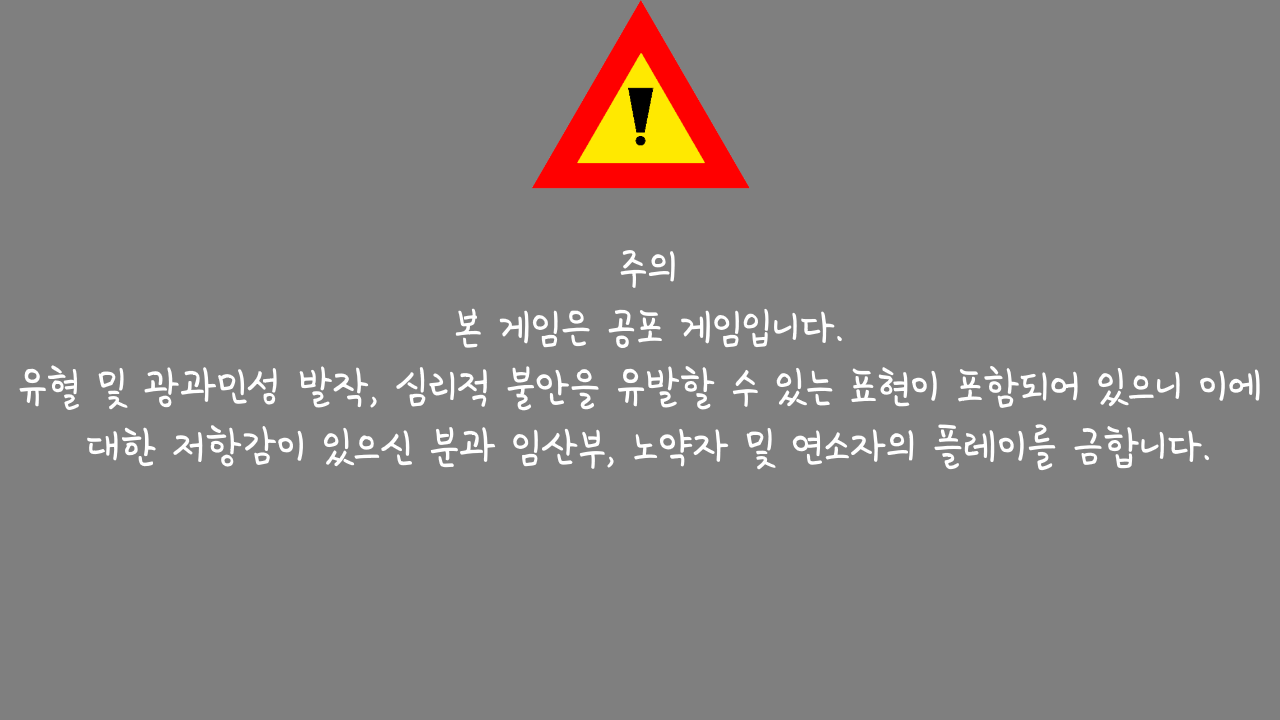 주의
본 게임은 공포 게임입니다.
유혈 및 광과민성 발작, 심리적 불안을 유발할 수 있는 표현이 포함되어 있으니 이에
대한 저항감이 있으신 분과 임산부, 노약자 및 연소자의 플레이를 금합니다.